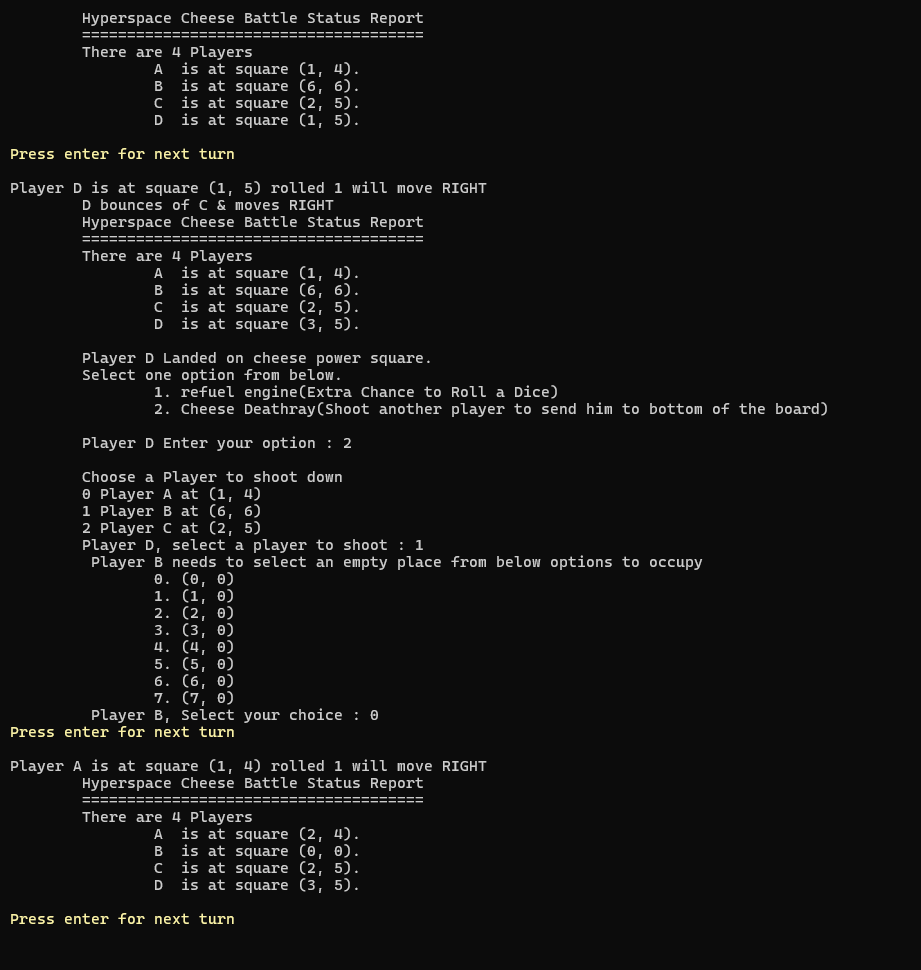 Hyperspace Cheese Battle Status Report
======================================
There are 4 Players
A  is at square (1, 4).
B  is at square (6, 6).
C  is at square (2, 5).
D  is at square (1, 5).
Press enter for next turn
Player D is at square (1, 5) rolled 1 will move RIGHT
D bounces of C & moves RIGHT
Hyperspace Cheese Battle Status Report
======================================
There are 4 Players
A  is at square (1, 4).
B  is at square (6, 6).
C  is at square (2, 5).
D  is at square (3, 5).
Player D Landed on cheese power square.
Select one option from below.
1. refuel engine(Extra Chance to Roll a Dice)
2. Cheese Deathray(Shoot another player to send him to bottom of the board)
Player D Enter your option : 2
Choose a Player to shoot down
0 Player A at (1, 4)
1 Player B at (6, 6)
2 Player C at (2, 5)
Player D, select a player to shoot : 1
Player B needs to select an empty place from below options to occupy
0. (0, 0)
1. (1, 0)
2. (2, 0)
3. (3, 0)
4. (4, 0)
5. (5, 0)
6. (6, 0)
7. (7, 0)
Player B, Select your choice : 0
Press enter for next turn
Player A is at square (1, 4) rolled 1 will move RIGHT
Hyperspace Cheese Battle Status Report
======================================
There are 4 Players
A  is at square (2, 4).
B  is at square (0, 0).
C  is at square (2, 5).
D  is at square (3, 5).
Press enter for next turn